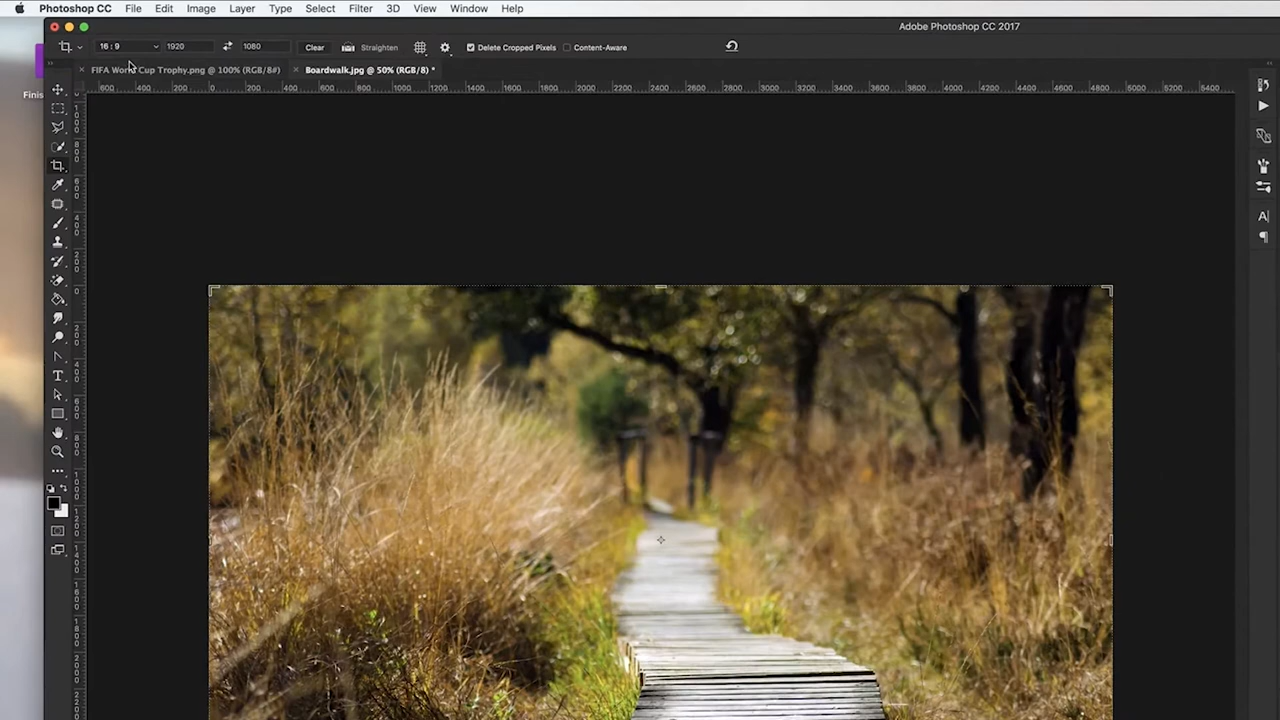 Photoshop CC File Edit Image Layer Type Select Filter 3D View Window Help
Adobe Photoshop CC 2017
16 : 9 1920 1080 Clear Straighten Delete Cropped Pixels Content-Aware
FIFA World Cup Trophy.png @ 100% (RGB/8#) Boardwalk.jpg @ 50% (RGB/8) *
600 400 200 0 200 400 600 800 1000 1200 1400 1600 1800 2000 2200 2400 2600 2800 3000 3200 3400 3600 3800 4000 4200 4400 4600 4800 5000 5200 5400 6400
Finis